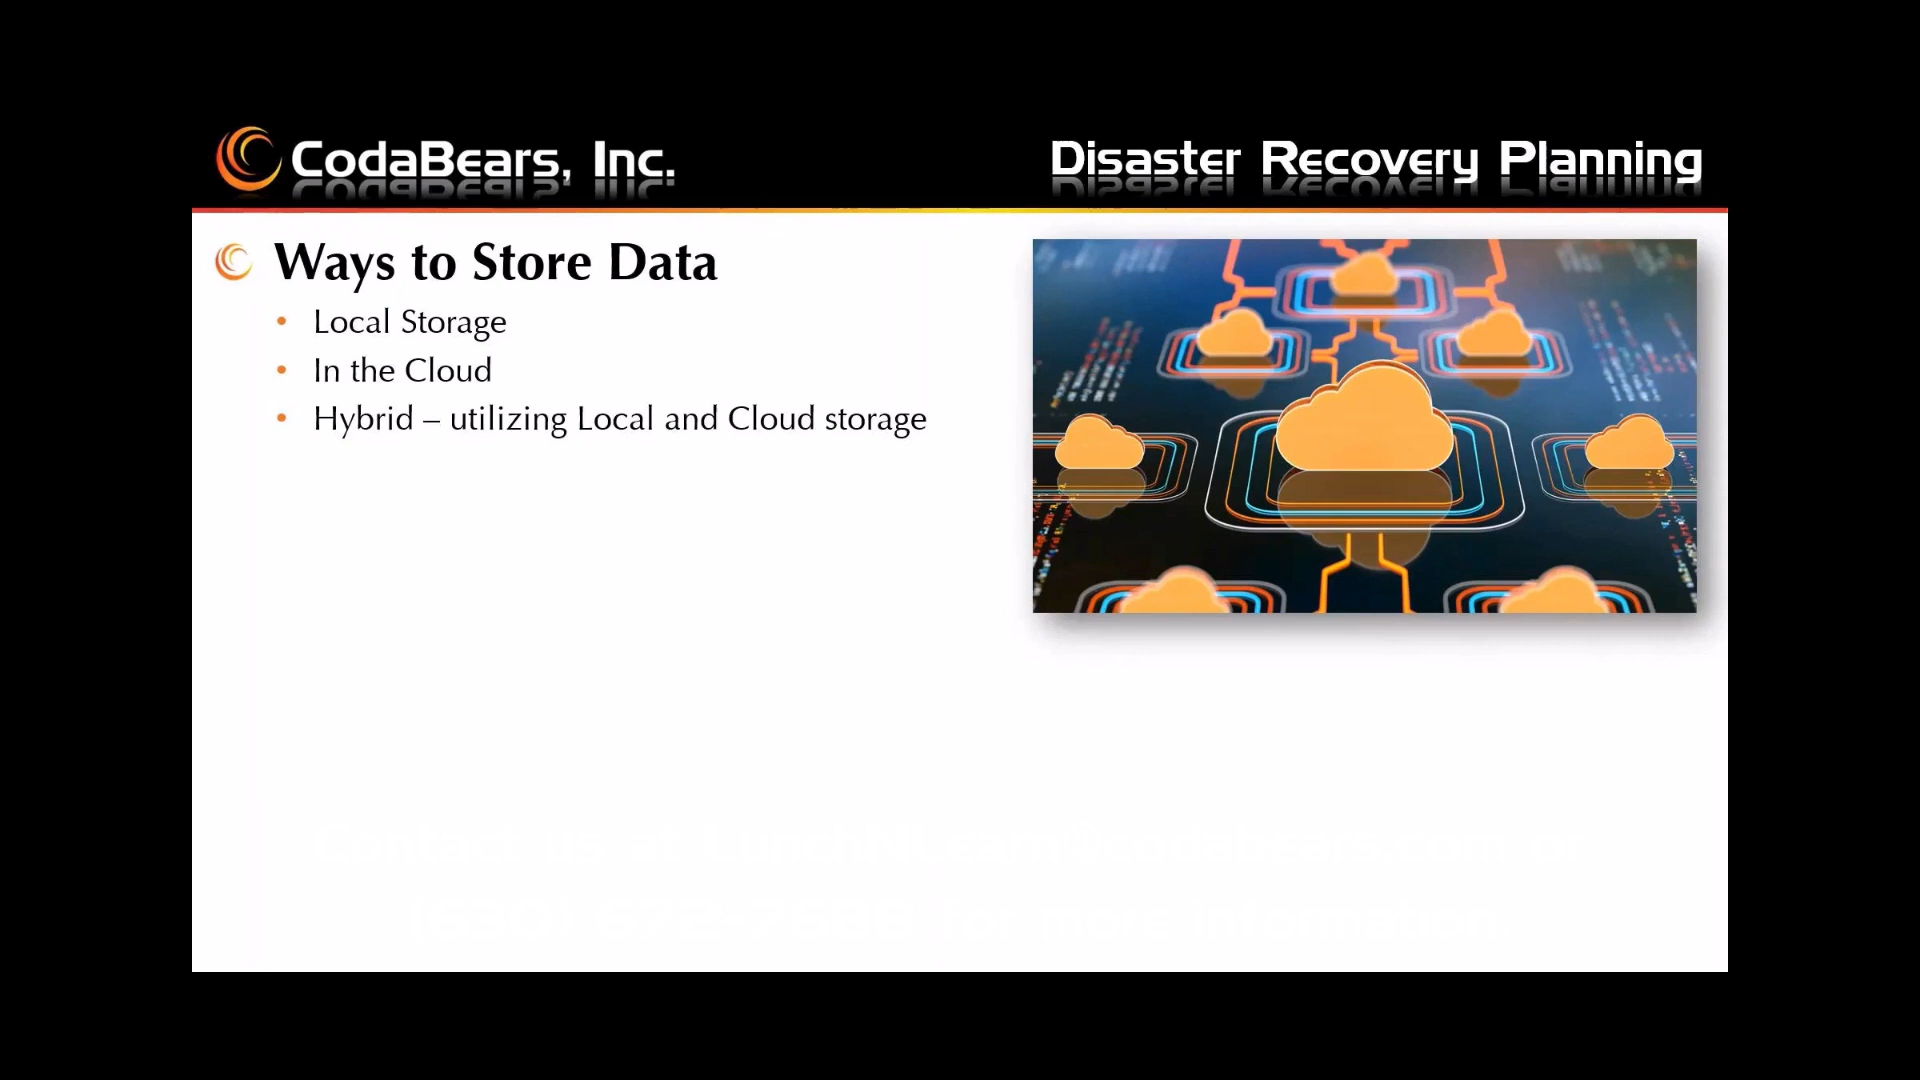 CodaBears, Inc.
Disaster Recovery Planning
Ways to Store Data
• Local Storage
• In the Cloud
• Hybrid – utilizing Local and Cloud storage